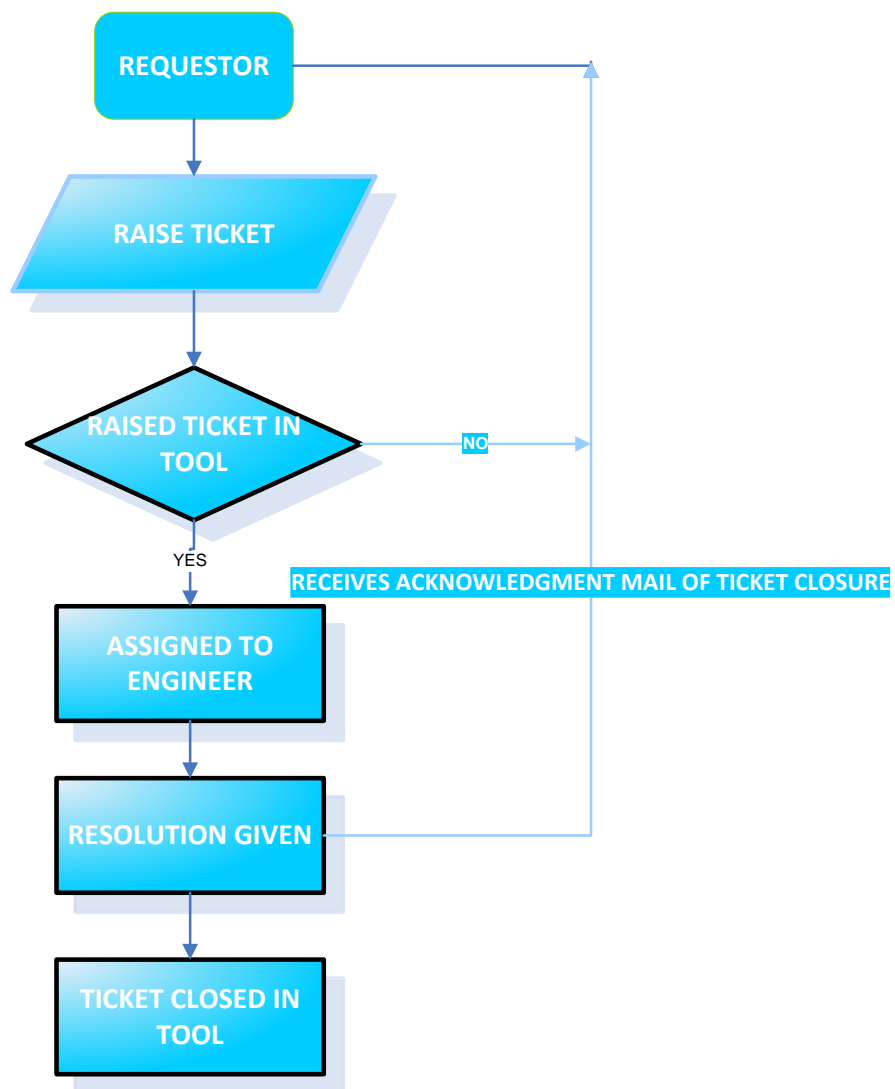 REQUESTOR
RAISE TICKET
RAISED TICKET IN
TOOL
NO
YES
RECEIVES ACKNOWLEDGMENT MAIL OF TICKET CLOSURE
ASSIGNED TO
ENGINEER
RESOLUTION GIVEN
TICKET CLOSED IN
TOOL